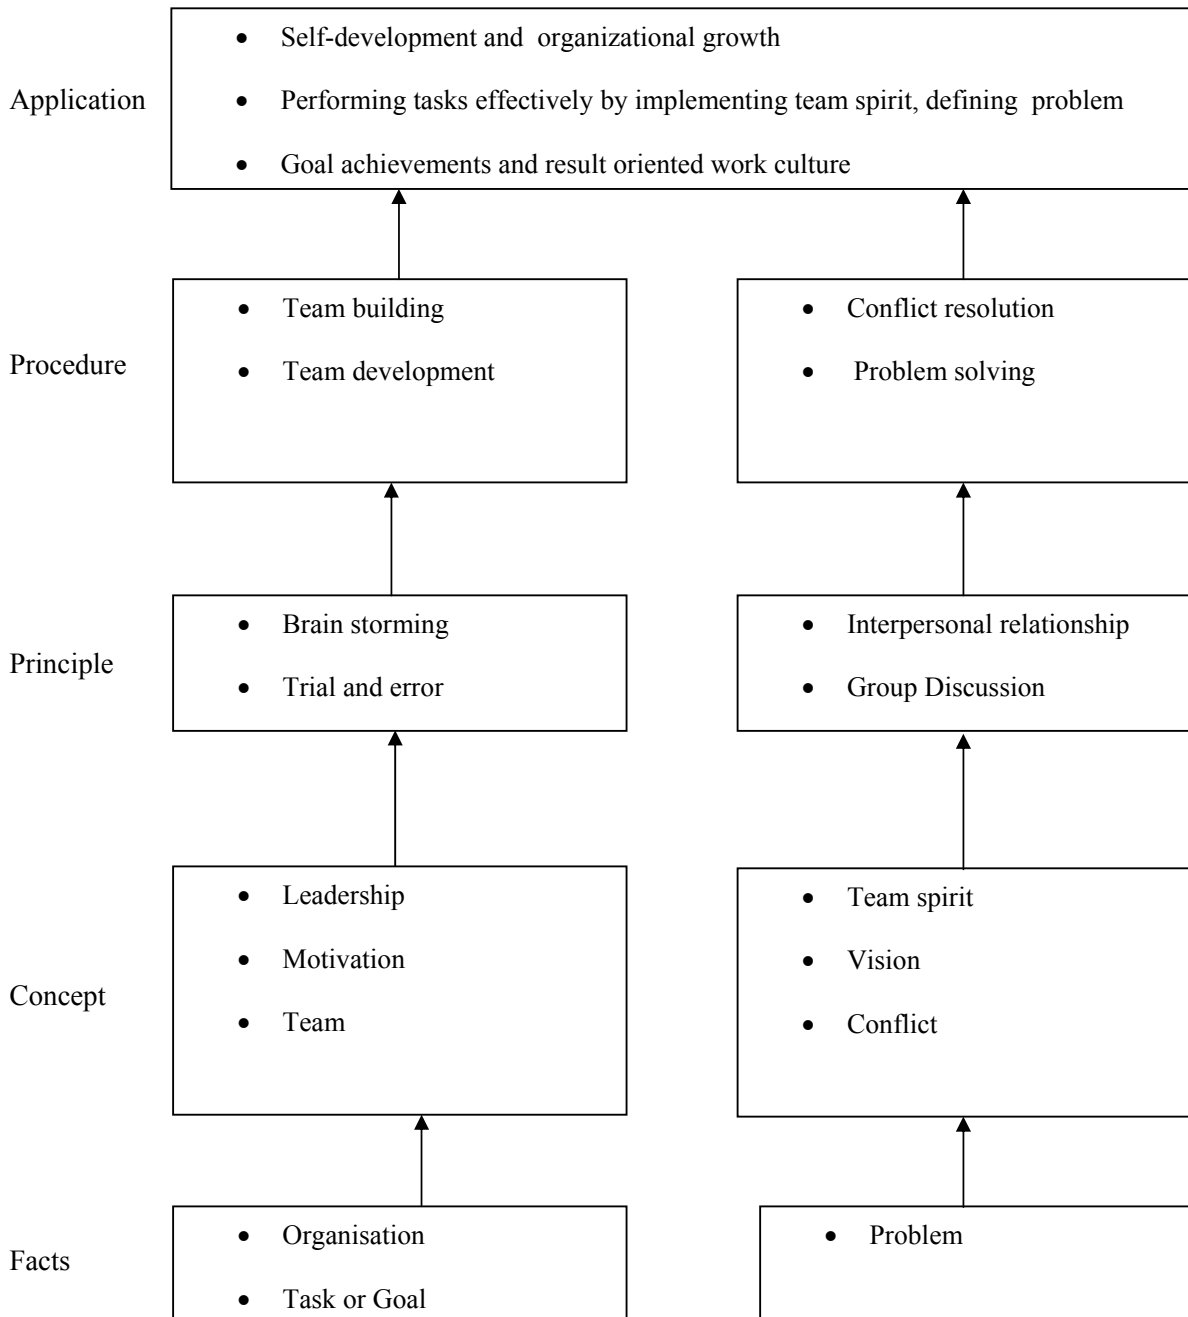 • Self-development and  organizational growth
Application
• Performing tasks effectively by implementing team spirit, defining  problem
• Goal achievements and result oriented work culture
Procedure
• Team building
• Team development
• Conflict resolution
• Problem solving
Principle
• Brain storming
• Trial and error
• Interpersonal relationship
• Group Discussion
Concept
• Leadership
• Motivation
• Team
• Team spirit
• Vision
• Conflict
Facts
• Organisation
• Task or Goal
• Problem